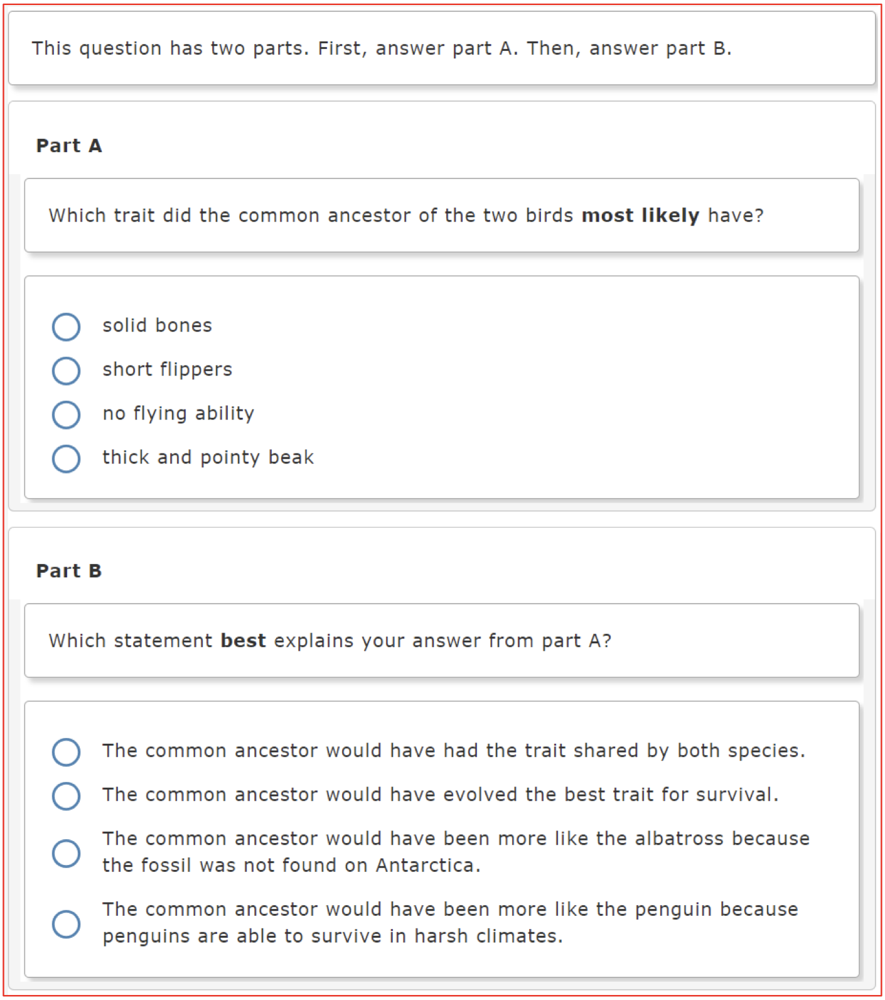 This question has two parts. First, answer part A. Then, answer part B.
Part A
Which trait did the common ancestor of the two birds most likely have?
solid bones
short flippers
no flying ability
thick and pointy beak
Part B
Which statement best explains your answer from part A?
The common ancestor would have had the trait shared by both species.
The common ancestor would have evolved the best trait for survival.
The common ancestor would have been more like the albatross because
the fossil was not found on Antarctica.
The common ancestor would have been more like the penguin because
penguins are able to survive in harsh climates.